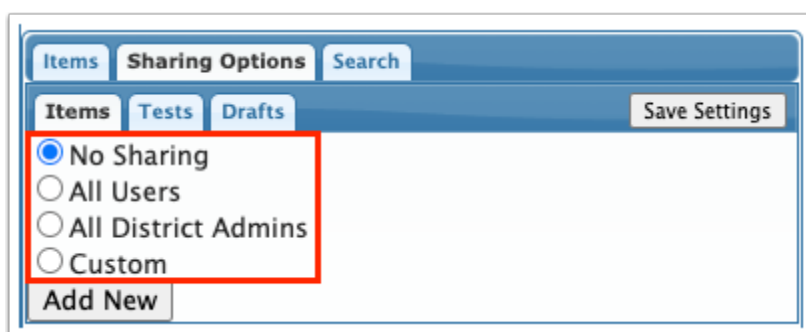 Items Sharing Options Search
Items Tests Drafts Save Settings
No Sharing
All Users
All District Admins
Custom
Add New